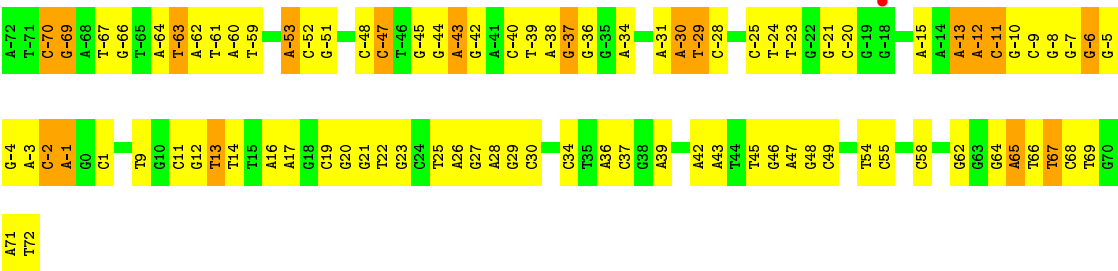 A-72 T-71 C-70 G-69 A-68 T-67 G-66 T-65 A-64 T-63 A-62 T-61 A-60 T-59 A-53 C-52 G-51 C-48 C-47 T-46 G-45 G-44 A-43 G-42 A-41 C-40 T-39 A-38 G-37 G-36 G-35 A-34 A-31 A-30 T-29 C-28 C-25 T-24 T-23 G-22 G-21 C-20 G-19 G-18 A-15 A-14 A-13 A-12 C-11 G-10 C-9 G-8 G-7 G-6 G-5
G-4 A-3 C-2 A-1 G0 C1 T9 G10 C11 G12 T13 T14 T15 A16 A17 G18 C19 G20 G21 T22 G23 C24 T25 A26 G27 A28 G29 C30 C34 T35 A36 C37 G38 A39 A42 A43 T44 T45 G46 A47 G48 C49 T54 C55 C58 G62 G63 G64 A65 T66 T67 C68 T69 G70
A71 T72